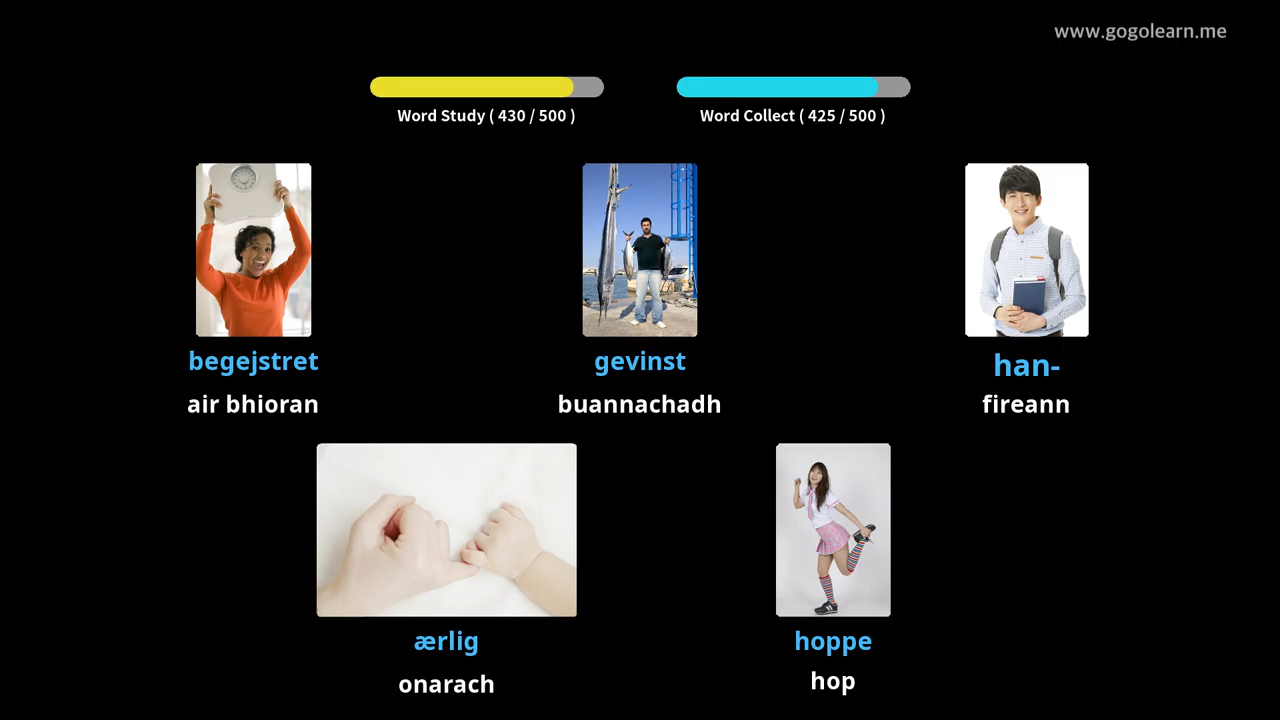 www.gogolearn.me
Word Study ( 430 / 500 )
Word Collect ( 425 / 500 )
begejstret
air bhioran
gevinst
buannachadh
han-
fireann
ærlig
onarach
hoppe
hop